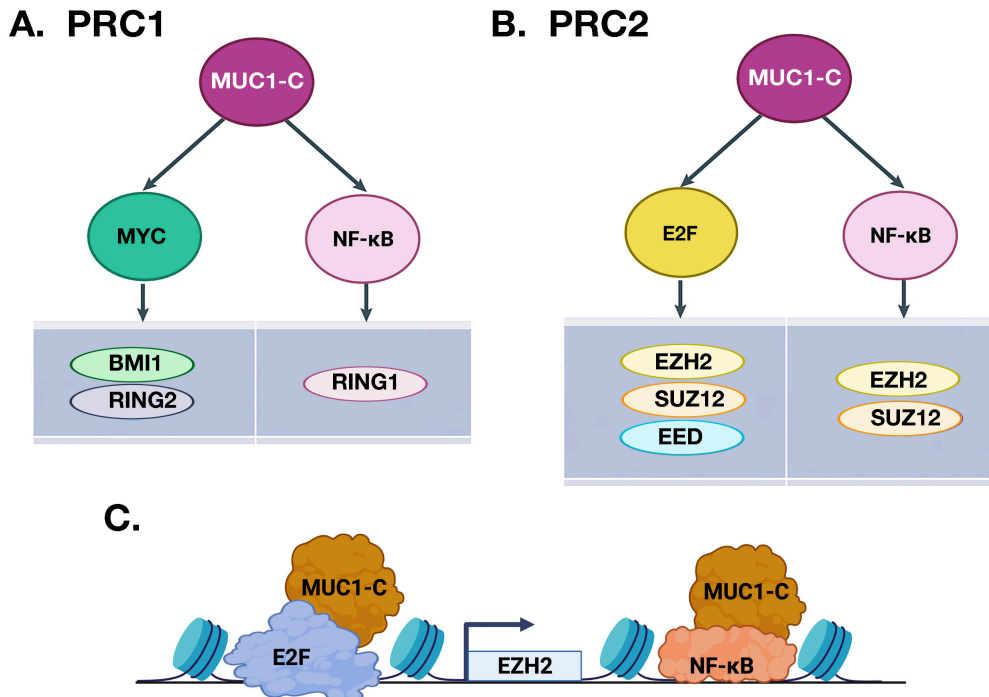 A. PRC1
MUC1-C
MYC
NF-κB
BMI1
RING2
RING1
B. PRC2
MUC1-C
E2F
NF-κB
EZH2
SUZ12
EED
EZH2
SUZ12
C.
MUC1-C
E2F
EZH2
MUC1-C
NF-κB